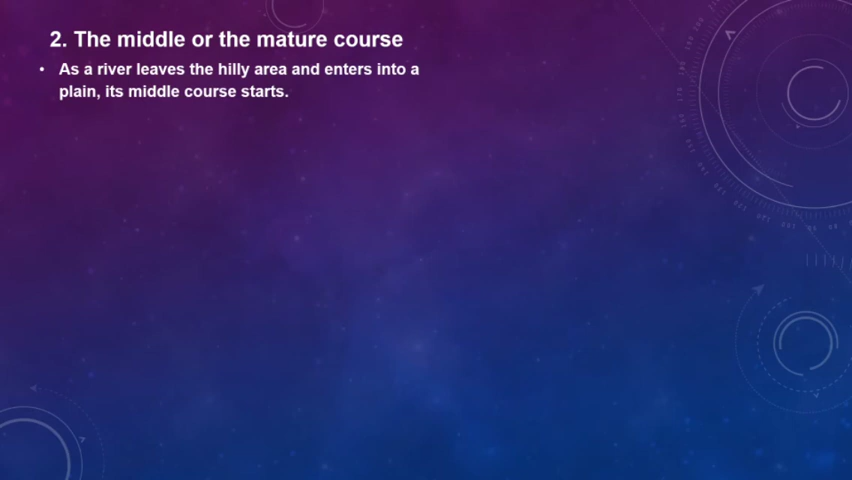 2. The middle or the mature course
• As a river leaves the hilly area and enters into a
plain, its middle course starts.